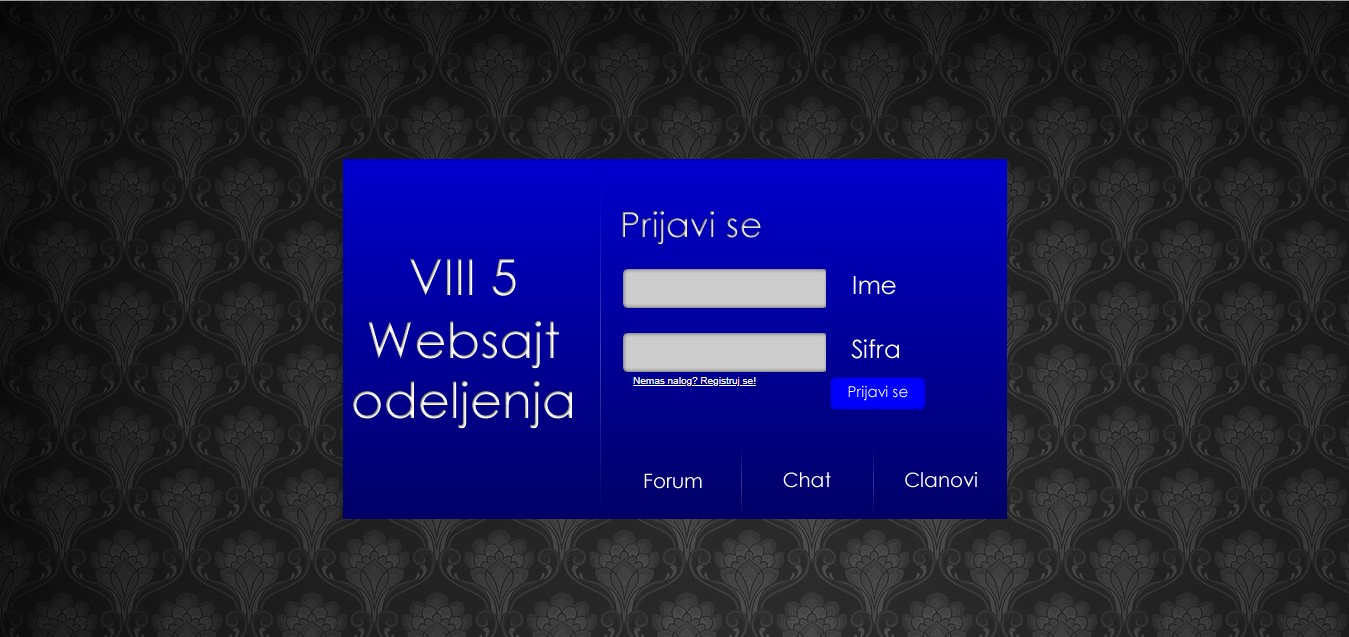 VIII 5
Websajt
odeljenja
Prijavi se
Ime
Sifra
Nemas nalog? Registruj se!
Prijavi se
Forum
Chat
Clanovi